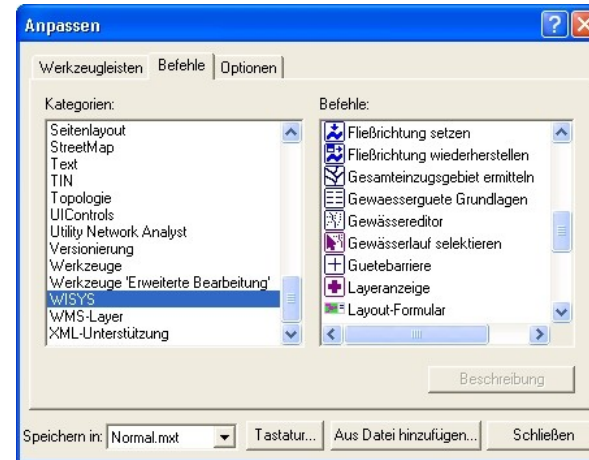 Anpassen
Werkzeugleisten Befehle Optionen
Kategorien:
Seitenlayout
StreetMap
Text
TIN
Topologie
UIControls
Utility Network Analyst
Versionierung
Werkzeuge
Werkzeuge 'Erweiterte Bearbeitung'
WISYS
WMS-Layer
XML-Unterstützung
Befehle:
Fließrichtung setzen
Fließrichtung wiederherstellen
Gesamteinzugsgebiet ermitteln
Gewaesserguete Grundlagen
Gewässereditor
Gewässerlauf selektieren
Guetebarriere
Layeranzeige
Layout-Formular
Beschreibung
Speichern in: Normal.mxt Tastatur... Aus Datei hinzufügen... Schließen